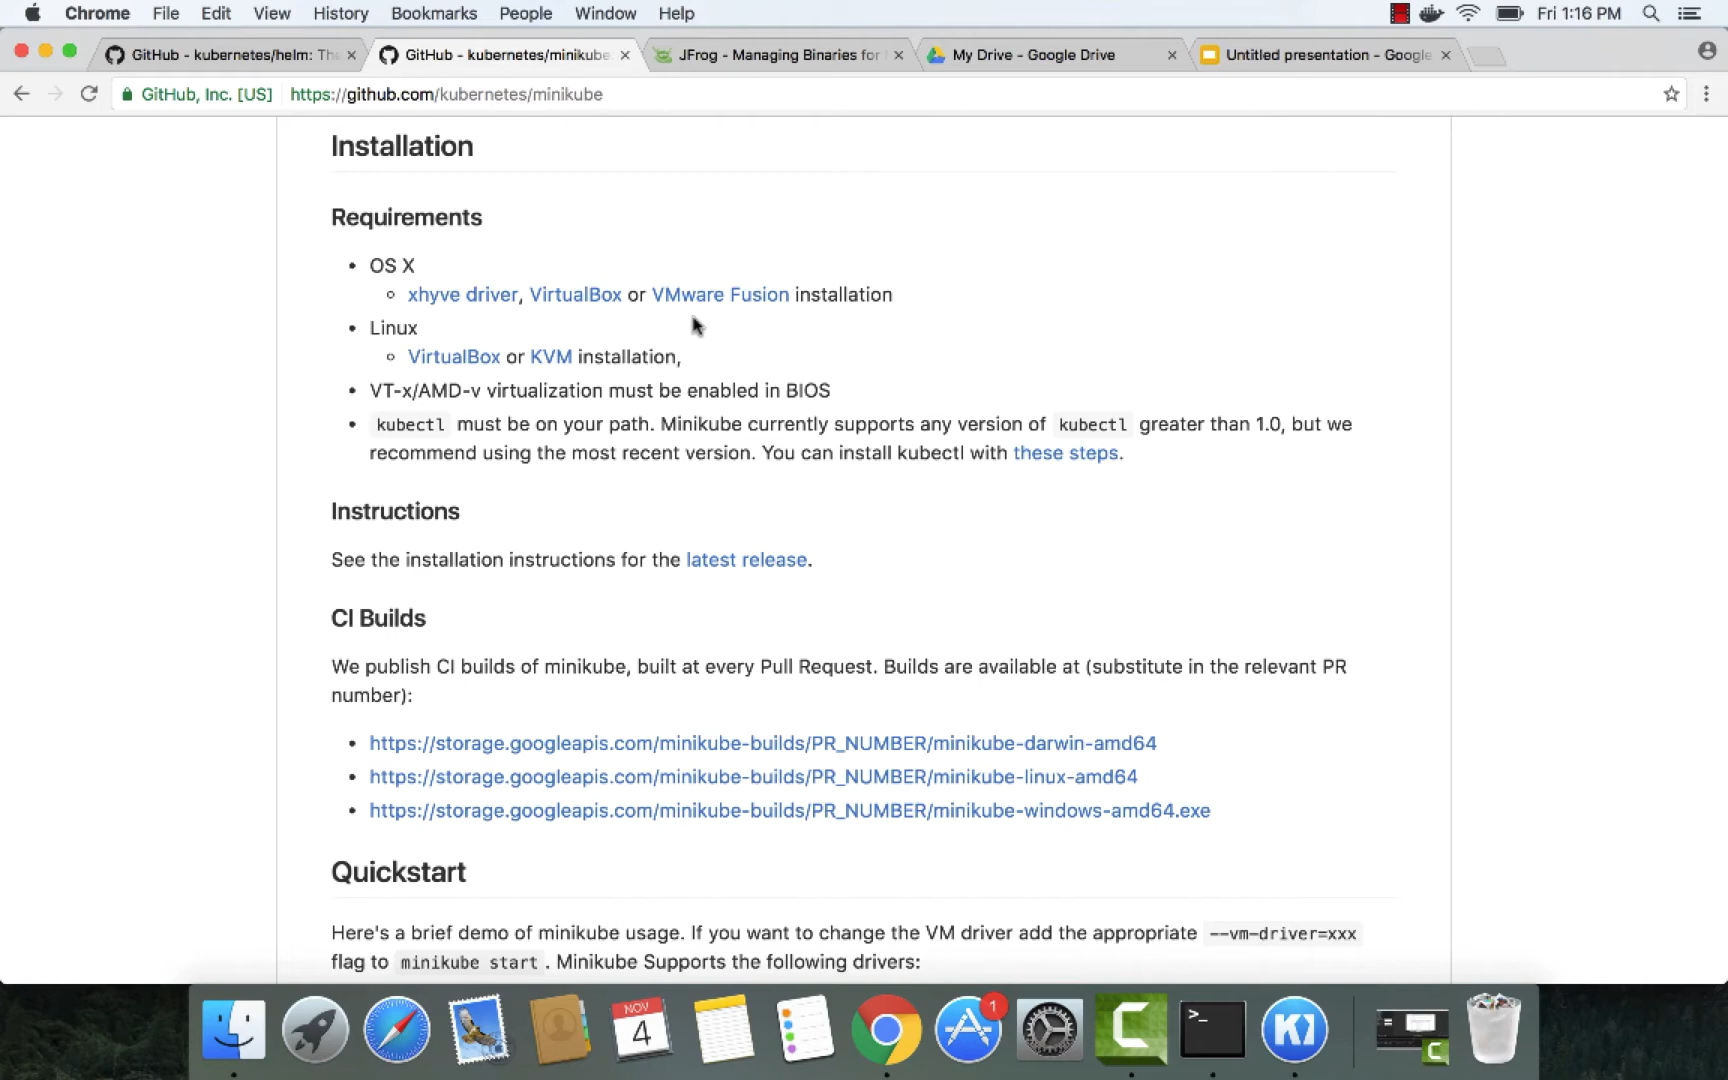 Chrome File Edit View History Bookmarks People Window Help Fri 1:16 PM
GitHub - kubernetes/helm: The GitHub - kubernetes/minikube: JFrog - Managing Binaries for My Drive - Google Drive Untitled presentation - Google
GitHub, Inc. [US] https://github.com/kubernetes/minikube
Installation
Requirements
• OS X
xhyve driver, VirtualBox or VMware Fusion installation
• Linux
VirtualBox or KVM installation,
• VT-x/AMD-v virtualization must be enabled in BIOS
• kubectl must be on your path. Minikube currently supports any version of kubectl greater than 1.0, but we
recommend using the most recent version. You can install kubectl with these steps.
Instructions
See the installation instructions for the latest release.
CI Builds
We publish CI builds of minikube, built at every Pull Request. Builds are available at (substitute in the relevant PR
number):
• https://storage.googleapis.com/minikube-builds/PR_NUMBER/minikube-darwin-amd64
• https://storage.googleapis.com/minikube-builds/PR_NUMBER/minikube-linux-amd64
• https://storage.googleapis.com/minikube-builds/PR_NUMBER/minikube-windows-amd64.exe
Quickstart
Here's a brief demo of minikube usage. If you want to change the VM driver add the appropriate --vm-driver=xxx
flag to minikube start . Minikube Supports the following drivers:
NOV
4
1
>_
C
K
C